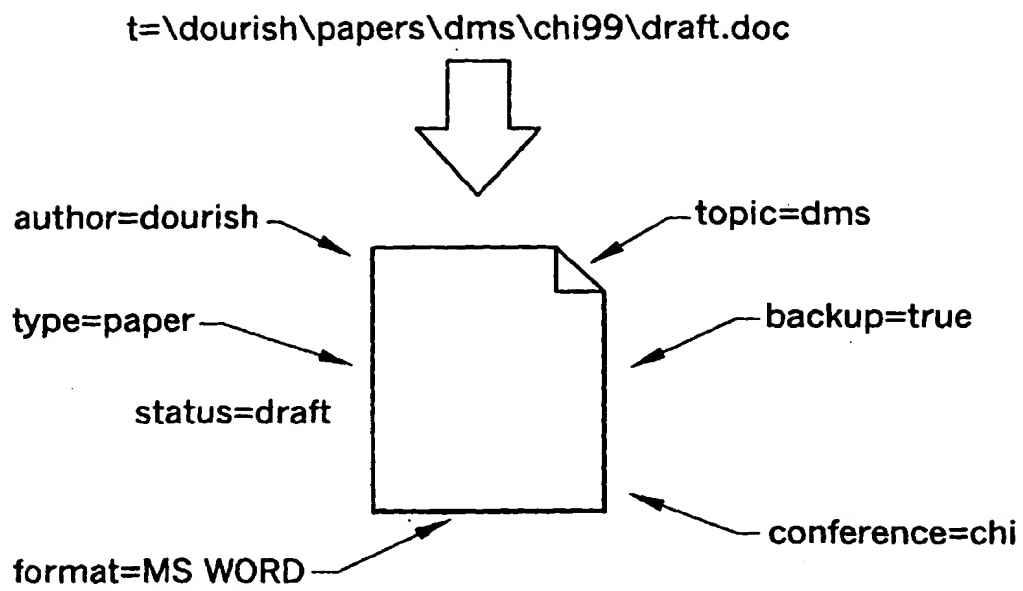 t=\dourish\papers\dms\chi99\draft.doc
author=dourish
topic=dms
type=paper
backup=true
status=draft
conference=chi
format=MS WORD